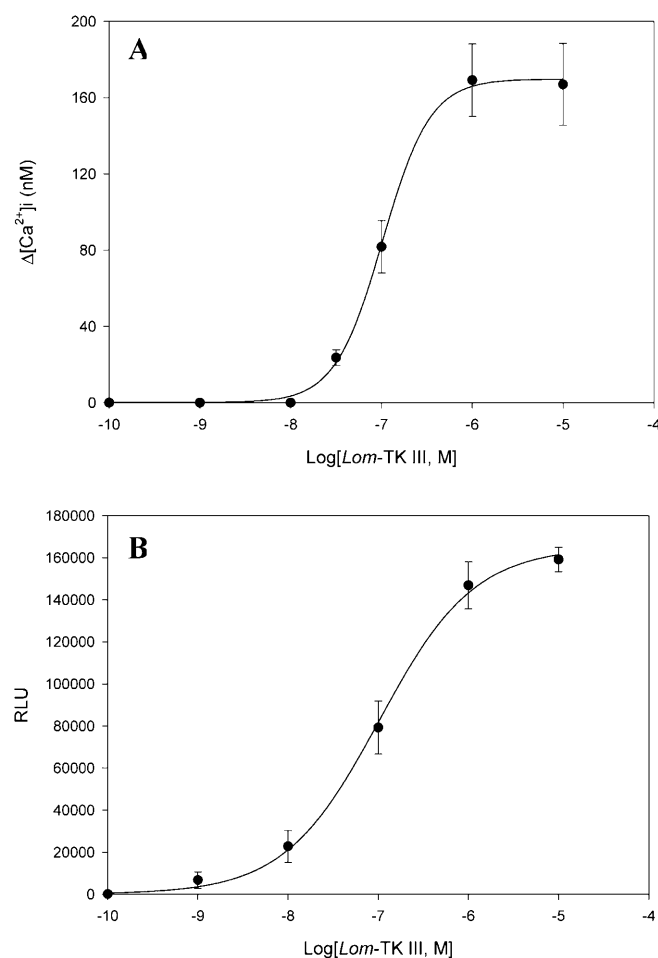 A
200
160
120
80
40
0
Δ[Ca²⁺]i (nM)
-10 -9 -8 -7 -6 -5 -4
Log[Lom-TK III, M]
B
180000
160000
140000
120000
100000
80000
60000
40000
20000
0
RLU
-10 -9 -8 -7 -6 -5 -4
Log[Lom-TK III, M]